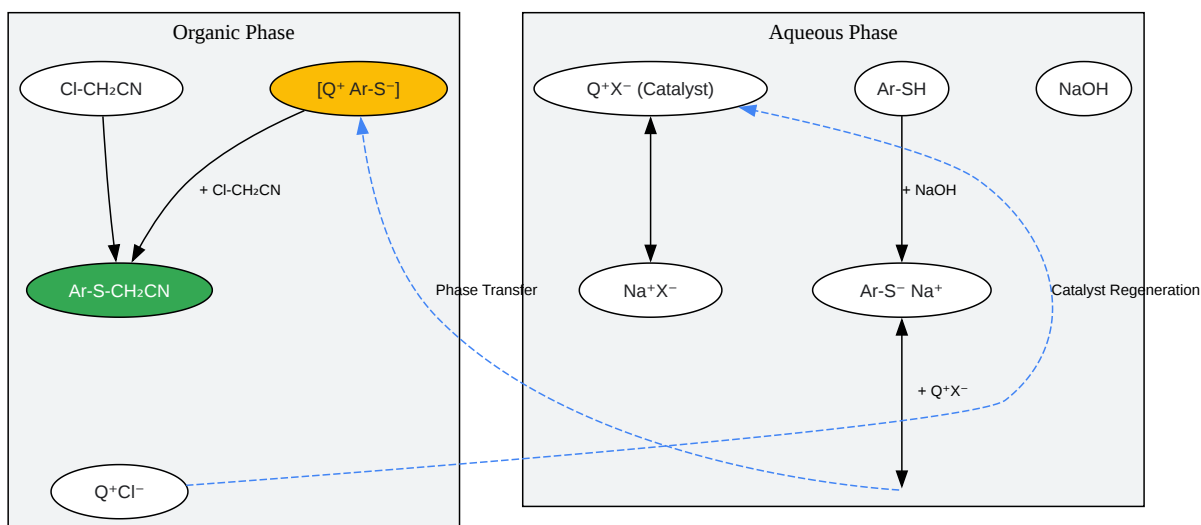 Organic Phase
Cl-CH₂CN
[Q⁺ Ar-S⁻]
+ Cl-CH₂CN
Ar-S-CH₂CN
Q⁺Cl⁻
Phase Transfer
Aqueous Phase
Q⁺X⁻ (Catalyst)
Ar-SH
NaOH
+ NaOH
Na⁺X⁻
Ar-S⁻ Na⁺
Catalyst Regeneration
+ Q⁺X⁻